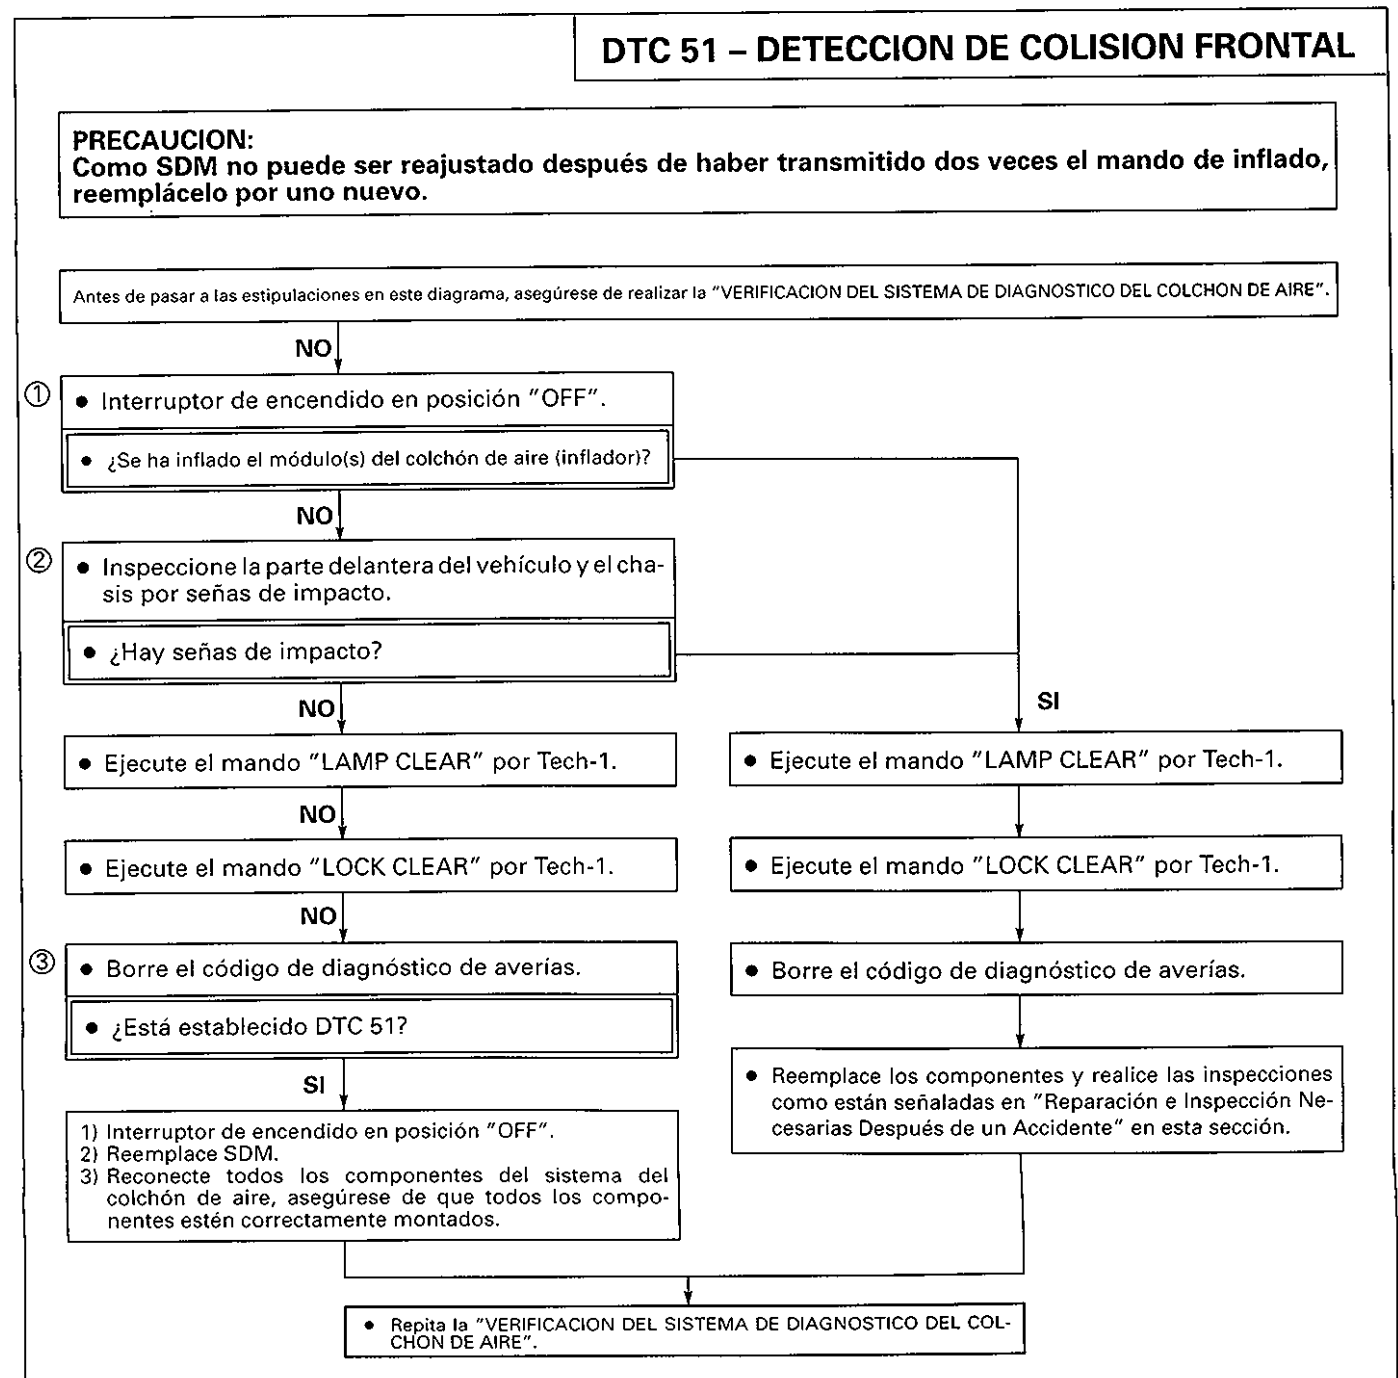 DTC 51 – DETECCION DE COLISION FRONTAL
PRECAUCION:
Como SDM no puede ser reajustado después de haber transmitido dos veces el mando de inflado,
reemplácelo por uno nuevo.
Antes de pasar a las estipulaciones en este diagrama, asegúrese de realizar la "VERIFICACION DEL SISTEMA DE DIAGNOSTICO DEL COLCHON DE AIRE".
NO
①
● Interruptor de encendido en posición "OFF".
● ¿Se ha inflado el módulo(s) del colchón de aire (inflador)?
NO
②
● Inspeccione la parte delantera del vehículo y el cha-
sis por señas de impacto.
● ¿Hay señas de impacto?
NO
SI
● Ejecute el mando "LAMP CLEAR" por Tech-1.
● Ejecute el mando "LAMP CLEAR" por Tech-1.
NO
● Ejecute el mando "LOCK CLEAR" por Tech-1.
● Ejecute el mando "LOCK CLEAR" por Tech-1.
NO
③
● Borre el código de diagnóstico de averías.
● Borre el código de diagnóstico de averías.
● ¿Está establecido DTC 51?
SI
● Reemplace los componentes y realice las inspecciones
como están señaladas en "Reparación e Inspección Ne-
cesarias Después de un Accidente" en esta sección.
1) Interruptor de encendido en posición "OFF".
2) Reemplace SDM.
3) Reconecte todos los componentes del sistema del
colchón de aire, asegúrese de que todos los compo-
nentes estén correctamente montados.
● Repita la "VERIFICACION DEL SISTEMA DE DIAGNOSTICO DEL COL-
CHON DE AIRE".